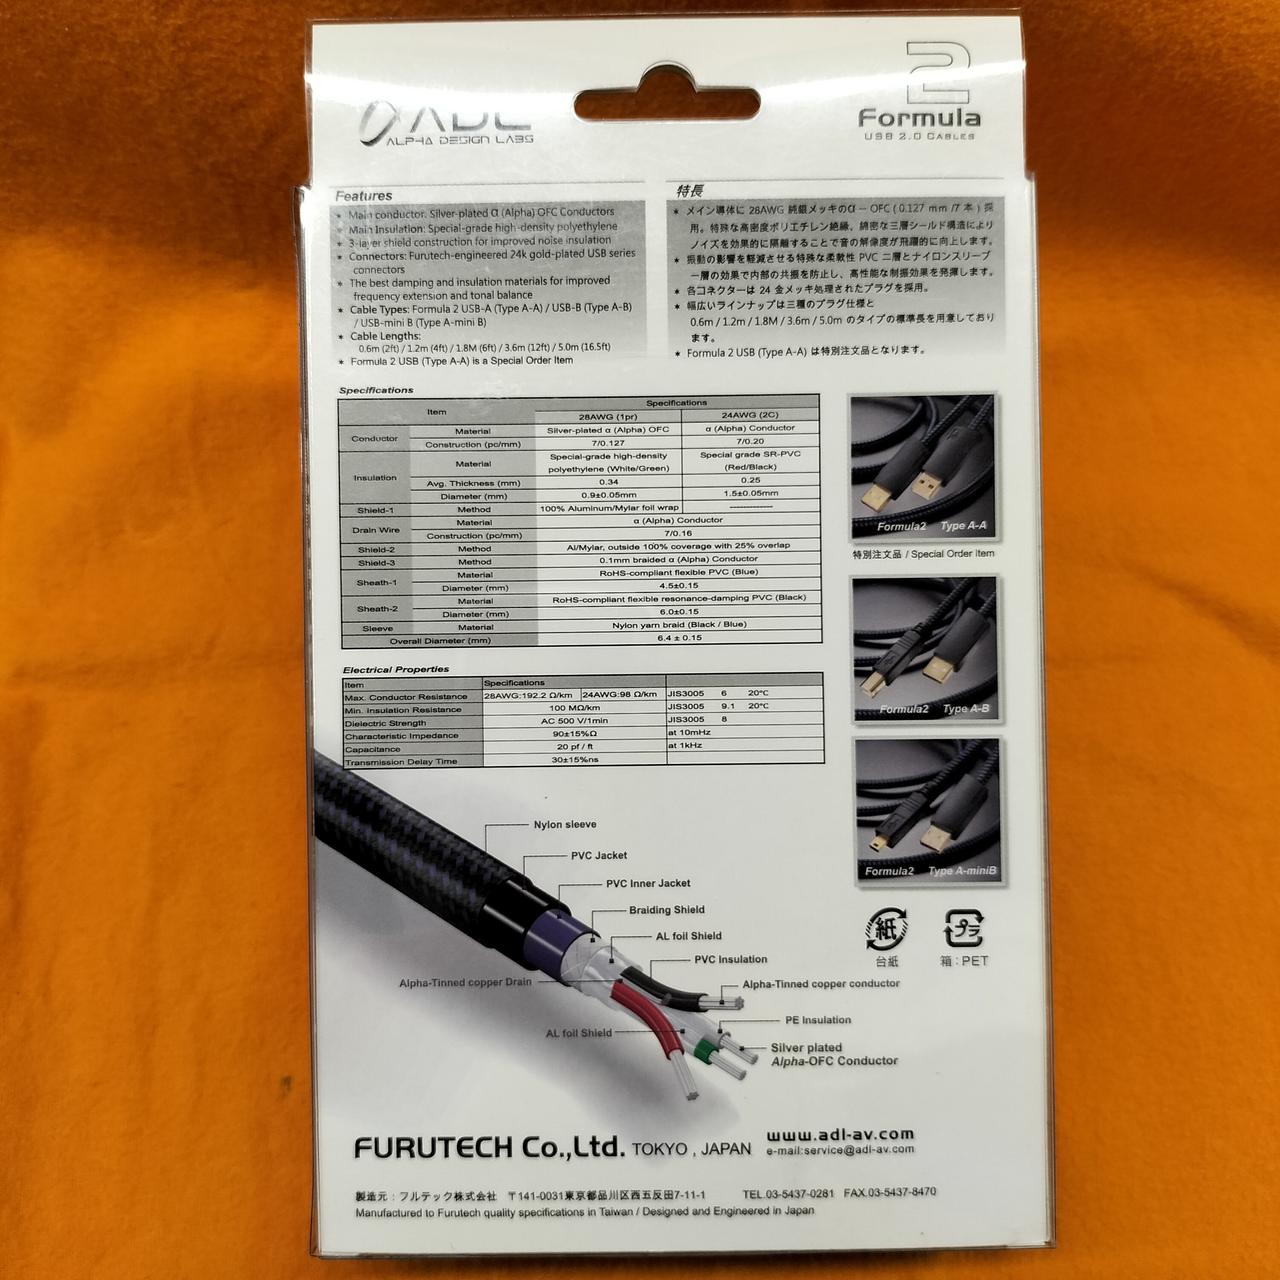 ADL
ALPHA DESIGN LABS
2
Formula
USB 2.0 CABLES
Features
* Main conductor: Silver-plated α (Alpha) OFC Conductors
* Main Insulation: Special-grade high-density polyethylene
* 3-layer shield construction for improved noise insulation
* Connectors: Furutech-engineered 24k gold-plated USB series
connectors
* The best damping and insulation materials for improved
frequency extension and tonal balance
* Cable Types: Formula 2 USB-A (Type A-A) / USB-B (Type A-B)
/ USB-mini B (Type A-mini B)
* Cable Lengths:
0.6m (2ft) / 1.2m (4ft) / 1.8M (6ft) / 3.6m (12ft) / 5.0m (16.5ft)
* Formula 2 USB (Type A-A) is a Special Order Item
特長
* メイン導体に 28AWG 純銀メッキのα－OFC ( 0.127 mm /7 本 ) 採
用。特殊な高密度ポリエチレン絶縁、綿密な三層シールド構造により
ノイズを効果的に隔離することで音の解像度が飛躍的に向上します。
* 振動の影響を軽減させる特殊な柔軟性 PVC 二層とナイロンスリーブ
一層の効果で内部の共振を防止し、高性能な制振効果を発揮します。
* 各コネクターは 24 金メッキ処理されたプラグを採用。
* 幅広いラインナップは三種のプラグ仕様と
0.6m / 1.2m / 1.8M / 3.6m / 5.0m のタイプの標準長を用意しており
ます。
* Formula 2 USB (Type A-A) は特別注文品となります。
Specifications
Item Specifications
28AWG (1pr) 24AWG (2C)
Conductor Material Silver-plated α (Alpha) OFC α (Alpha) Conductor
Construction (pc/mm) 7/0.127 7/0.20
Insulation Material Special-grade high-density polyethylene (White/Green) Special grade SR-PVC (Red/Black)
Avg. Thickness (mm) 0.34 0.25
Diameter (mm) 0.9±0.05mm 1.5±0.05mm
Shield-1 Method 100% Aluminum/Mylar foil wrap -------------
Drain Wire Material α (Alpha) Conductor
Construction (pc/mm) 7/0.16
Shield-2 Method Al/Mylar, outside 100% coverage with 25% overlap
Shield-3 Method 0.1mm braided α (Alpha) Conductor
Sheath-1 Material RoHS-compliant flexible PVC (Blue)
Diameter (mm) 4.5±0.15
Sheath-2 Material RoHS-compliant flexible resonance-damping PVC (Black)
Diameter (mm) 6.0±0.15
Sleeve Material Nylon yarn braid (Black / Blue)
Overall Diameter (mm) 6.4 ± 0.15
Formula2 Type A-A
特別注文品 / Special Order Item
Formula2 Type A-B
Formula2 Type A-miniB
Electrical Properties
Item Specifications
Max. Conductor Resistance 28AWG:192.2 Ω/km 24AWG:98 Ω/km JIS3005 6 20℃
Min. Insulation Resistance 100 MΩ/km JIS3005 9.1 20℃
Dielectric Strength AC 500 V/1min JIS3005 8
Characteristic Impedance 90±15%Ω at 10mHz
Capacitance 20 pf / ft at 1kHz
Transmission Delay Time 30±15%ns
Nylon sleeve
PVC Jacket
PVC Inner Jacket
Braiding Shield
AL foil Shield
PVC Insulation
Alpha-Tinned copper Drain
Alpha-Tinned copper conductor
PE Insulation
AL foil Shield
Silver plated
Alpha-OFC Conductor
紙
台紙
プラ
箱：PET
FURUTECH Co.,Ltd. TOKYO , JAPAN
www.adl-av.com
e-mail:service@adl-av.com
製造元：フルテック株式会社 〒141-0031東京都品川区西五反田7-11-1 TEL.03-5437-0281 FAX.03-5437-8470
Manufactured to Furutech quality specifications in Taiwan / Designed and Engineered in Japan